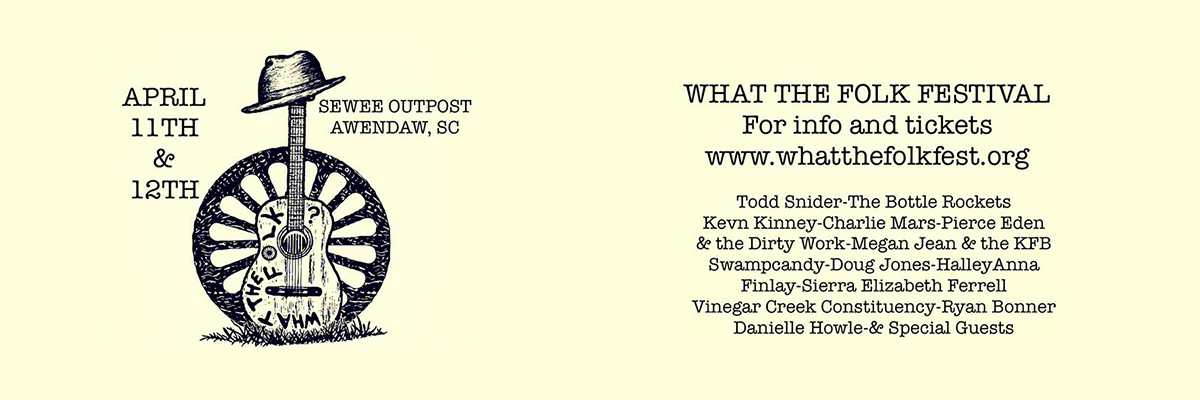 APRIL
11TH
&
12TH
SEWEE OUTPOST
AWENDAW, SC
WHAT THE FOLK ?
WHAT THE FOLK FESTIVAL
For info and tickets
www.whatthefolkfest.org
Todd Snider-The Bottle Rockets
Kevn Kinney-Charlie Mars-Pierce Eden
& the Dirty Work-Megan Jean & the KFB
Swampcandy-Doug Jones-HalleyAnna
Finlay-Sierra Elizabeth Ferrell
Vinegar Creek Constituency-Ryan Bonner
Danielle Howle-& Special Guests